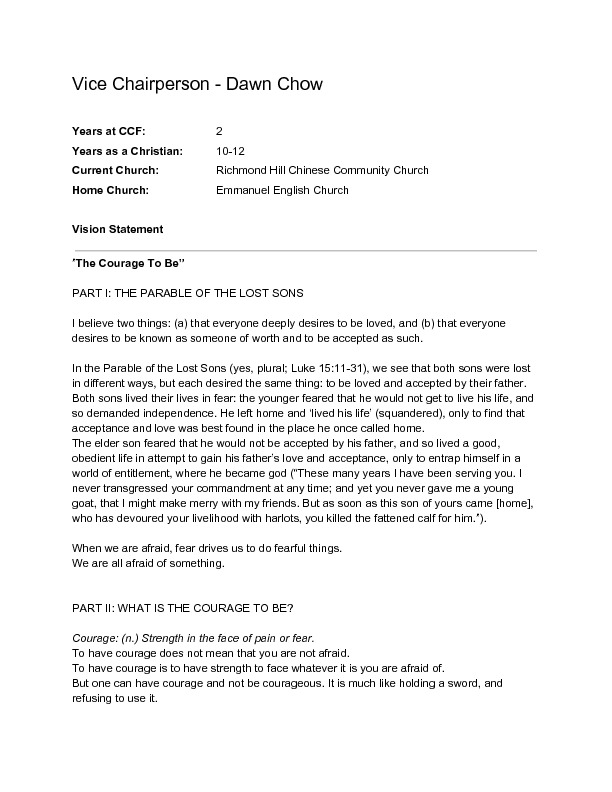 Vice Chairperson - Dawn Chow
Years at CCF: 2
Years as a Christian: 10-12
Current Church: Richmond Hill Chinese Community Church
Home Church: Emmanuel English Church
Vision Statement
"The Courage To Be"
PART I: THE PARABLE OF THE LOST SONS
I believe two things: (a) that everyone deeply desires to be loved, and (b) that everyone
desires to be known as someone of worth and to be accepted as such.
In the Parable of the Lost Sons (yes, plural; Luke 15:11-31), we see that both sons were lost
in different ways, but each desired the same thing: to be loved and accepted by their father.
Both sons lived their lives in fear: the younger feared that he would not get to live his life, and
so demanded independence. He left home and ‘lived his life’ (squandered), only to find that
acceptance and love was best found in the place he once called home.
The elder son feared that he would not be accepted by his father, and so lived a good,
obedient life in attempt to gain his father’s love and acceptance, only to entrap himself in a
world of entitlement, where he became god ("These many years I have been serving you. I
never transgressed your commandment at any time; and yet you never gave me a young
goat, that I might make merry with my friends. But as soon as this son of yours came [home],
who has devoured your livelihood with harlots, you killed the fattened calf for him.").
When we are afraid, fear drives us to do fearful things.
We are all afraid of something.
PART II: WHAT IS THE COURAGE TO BE?
Courage: (n.) Strength in the face of pain or fear.
To have courage does not mean that you are not afraid.
To have courage is to have strength to face whatever it is you are afraid of.
But one can have courage and not be courageous. It is much like holding a sword, and
refusing to use it.